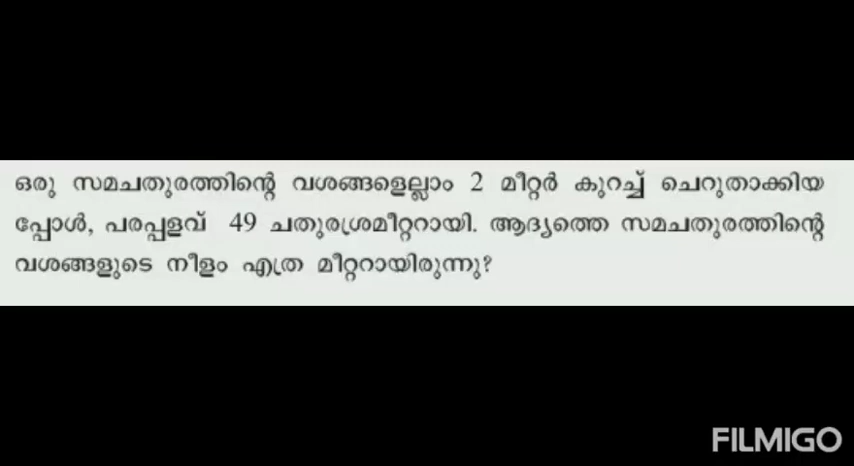 ഒരു സമചതുരത്തിന്റെ വശങ്ങളെല്ലാം 2 മീറ്റർ കുറച്ച് ചെറുതാക്കിയ
പ്പോൾ, പരപ്പളവ് 49 ചതുരശ്രമീറ്ററായി. ആദ്യത്തെ സമചതുരത്തിന്റെ
വശങ്ങളുടെ നീളം എത്ര മീറ്ററായിരുന്നു?
FILMIGO